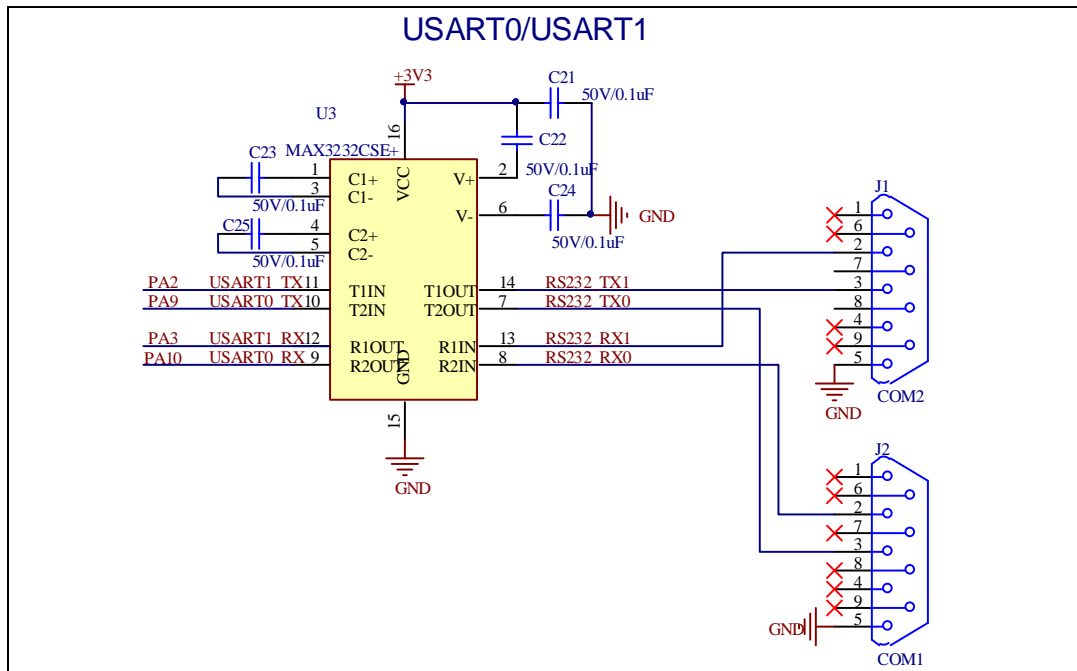 USART0/USART1
+3V3
C21
50V/0.1uF
U3
16
C22
MAX3232CSE+
C23
1
C1+
VCC
V+
2
50V/0.1uF
3
C1-
50V/0.1uF
C24
C25
4
C2+
V-
6
GND
5
C2-
50V/0.1uF
50V/0.1uF
PA2
USART1_TX
11
T1IN
T1OUT
14
RS232_TX1
PA9
USART0_TX
10
T2IN
T2OUT
7
RS232_TX0
PA3
USART1_RX
12
R1OUT
R1IN
13
RS232_RX1
PA10
USART0_RX
9
R2OUT
GND
R2IN
8
RS232_RX0
15
GND
J1
1
6
2
7
3
8
4
9
5
GND
COM2
J2
1
6
2
7
3
8
4
9
5
GND
COM1